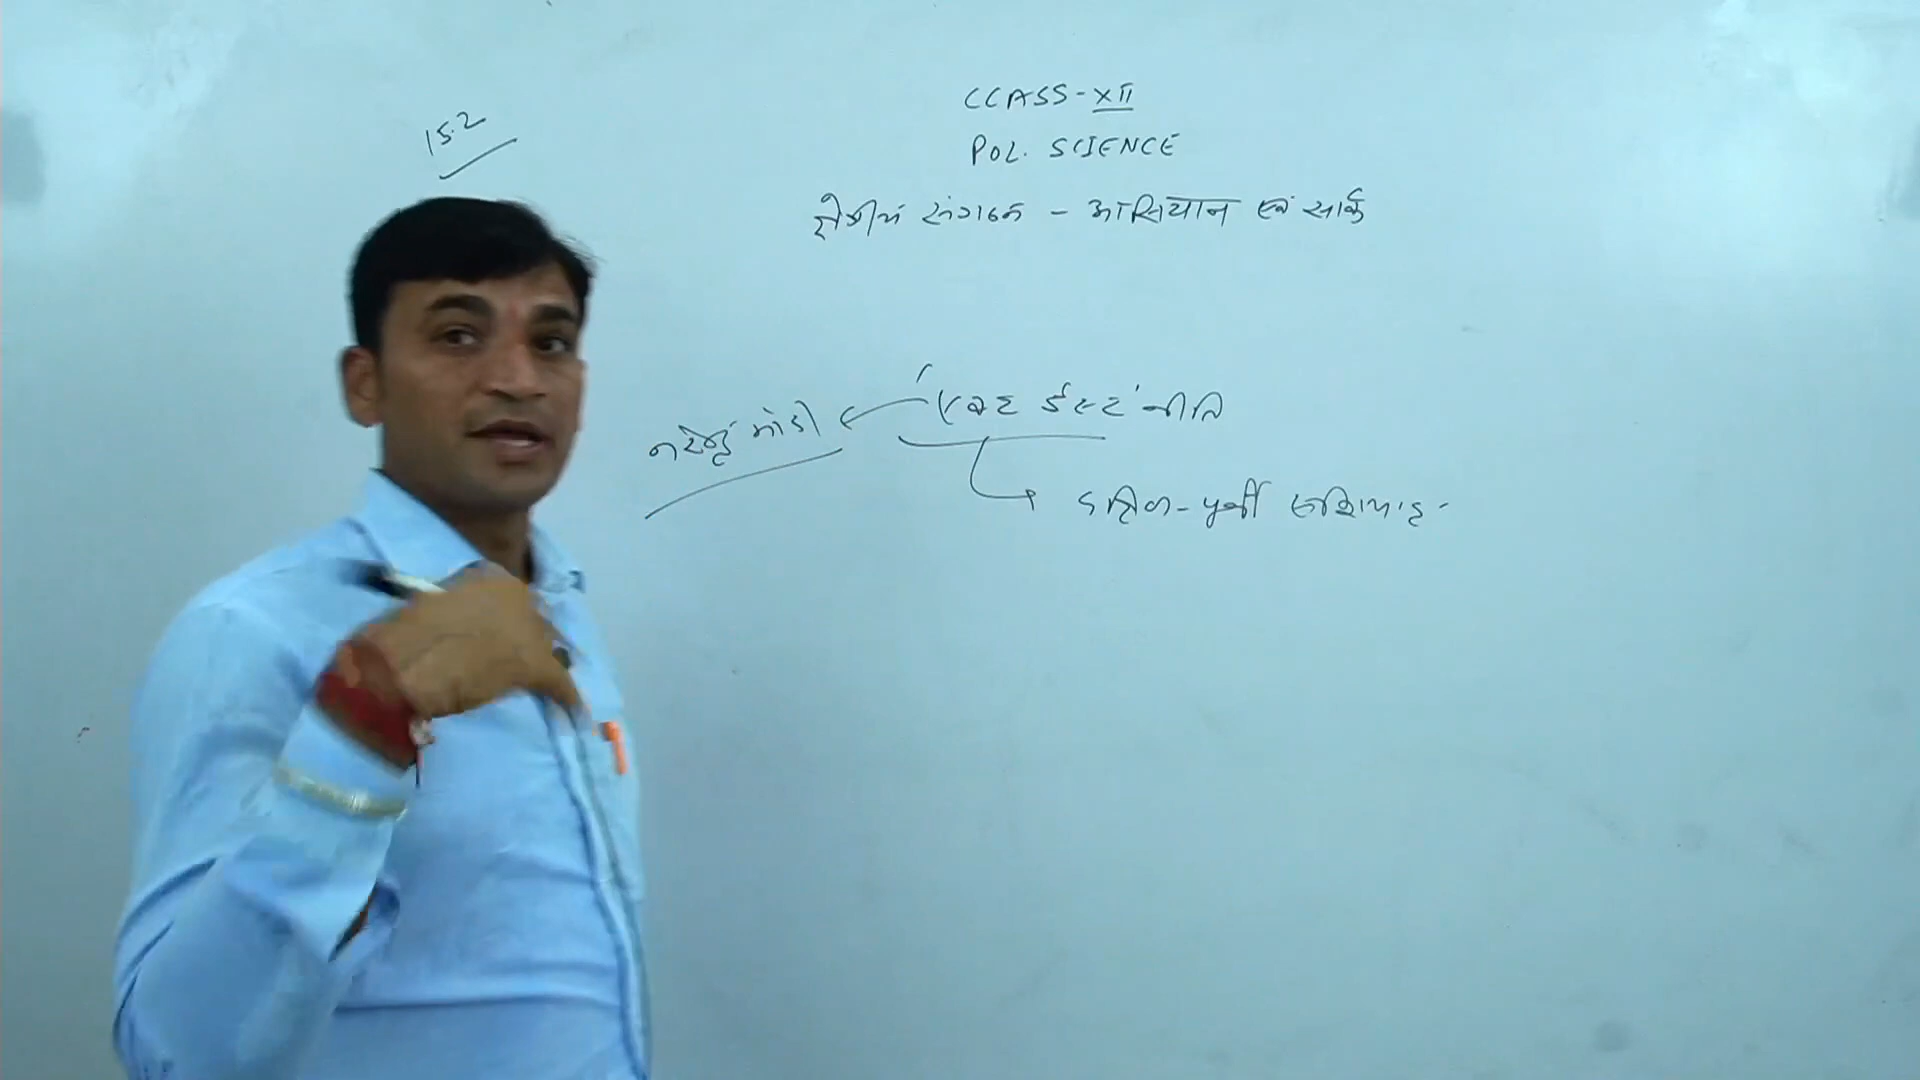 15.2
CLASS-XII
POL. SCIENCE
क्षेत्रीय संगठन - आसियान एवं सार्क
'एक्ट ईस्ट' नीति
नरेन्द्र मोदी
दक्षिण-पूर्वी एशियाई